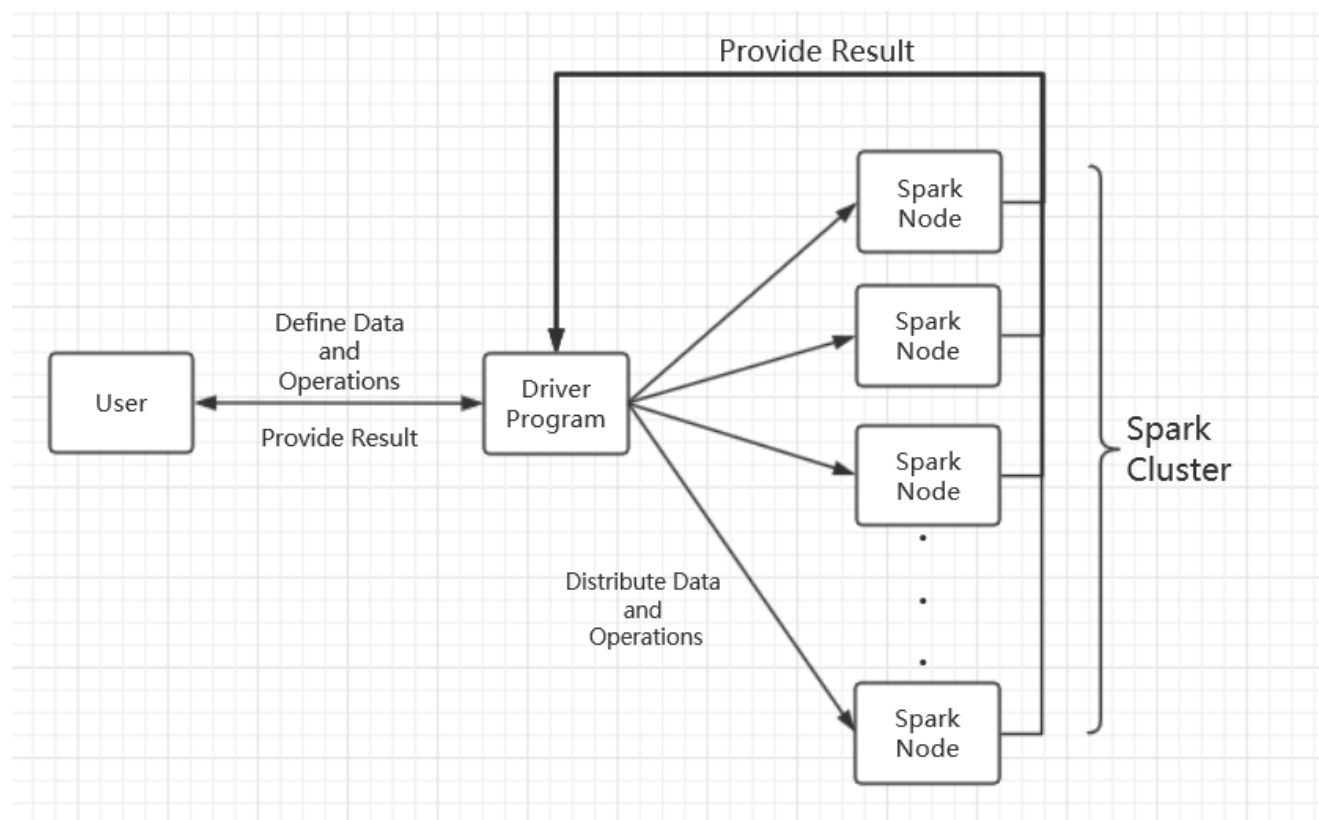 Provide Result
Spark
Node
Spark
Node
Define Data
and
Operations
User
Driver
Program
Provide Result
Spark
Node
Spark
Cluster
Distribute Data
and
Operations
Spark
Node